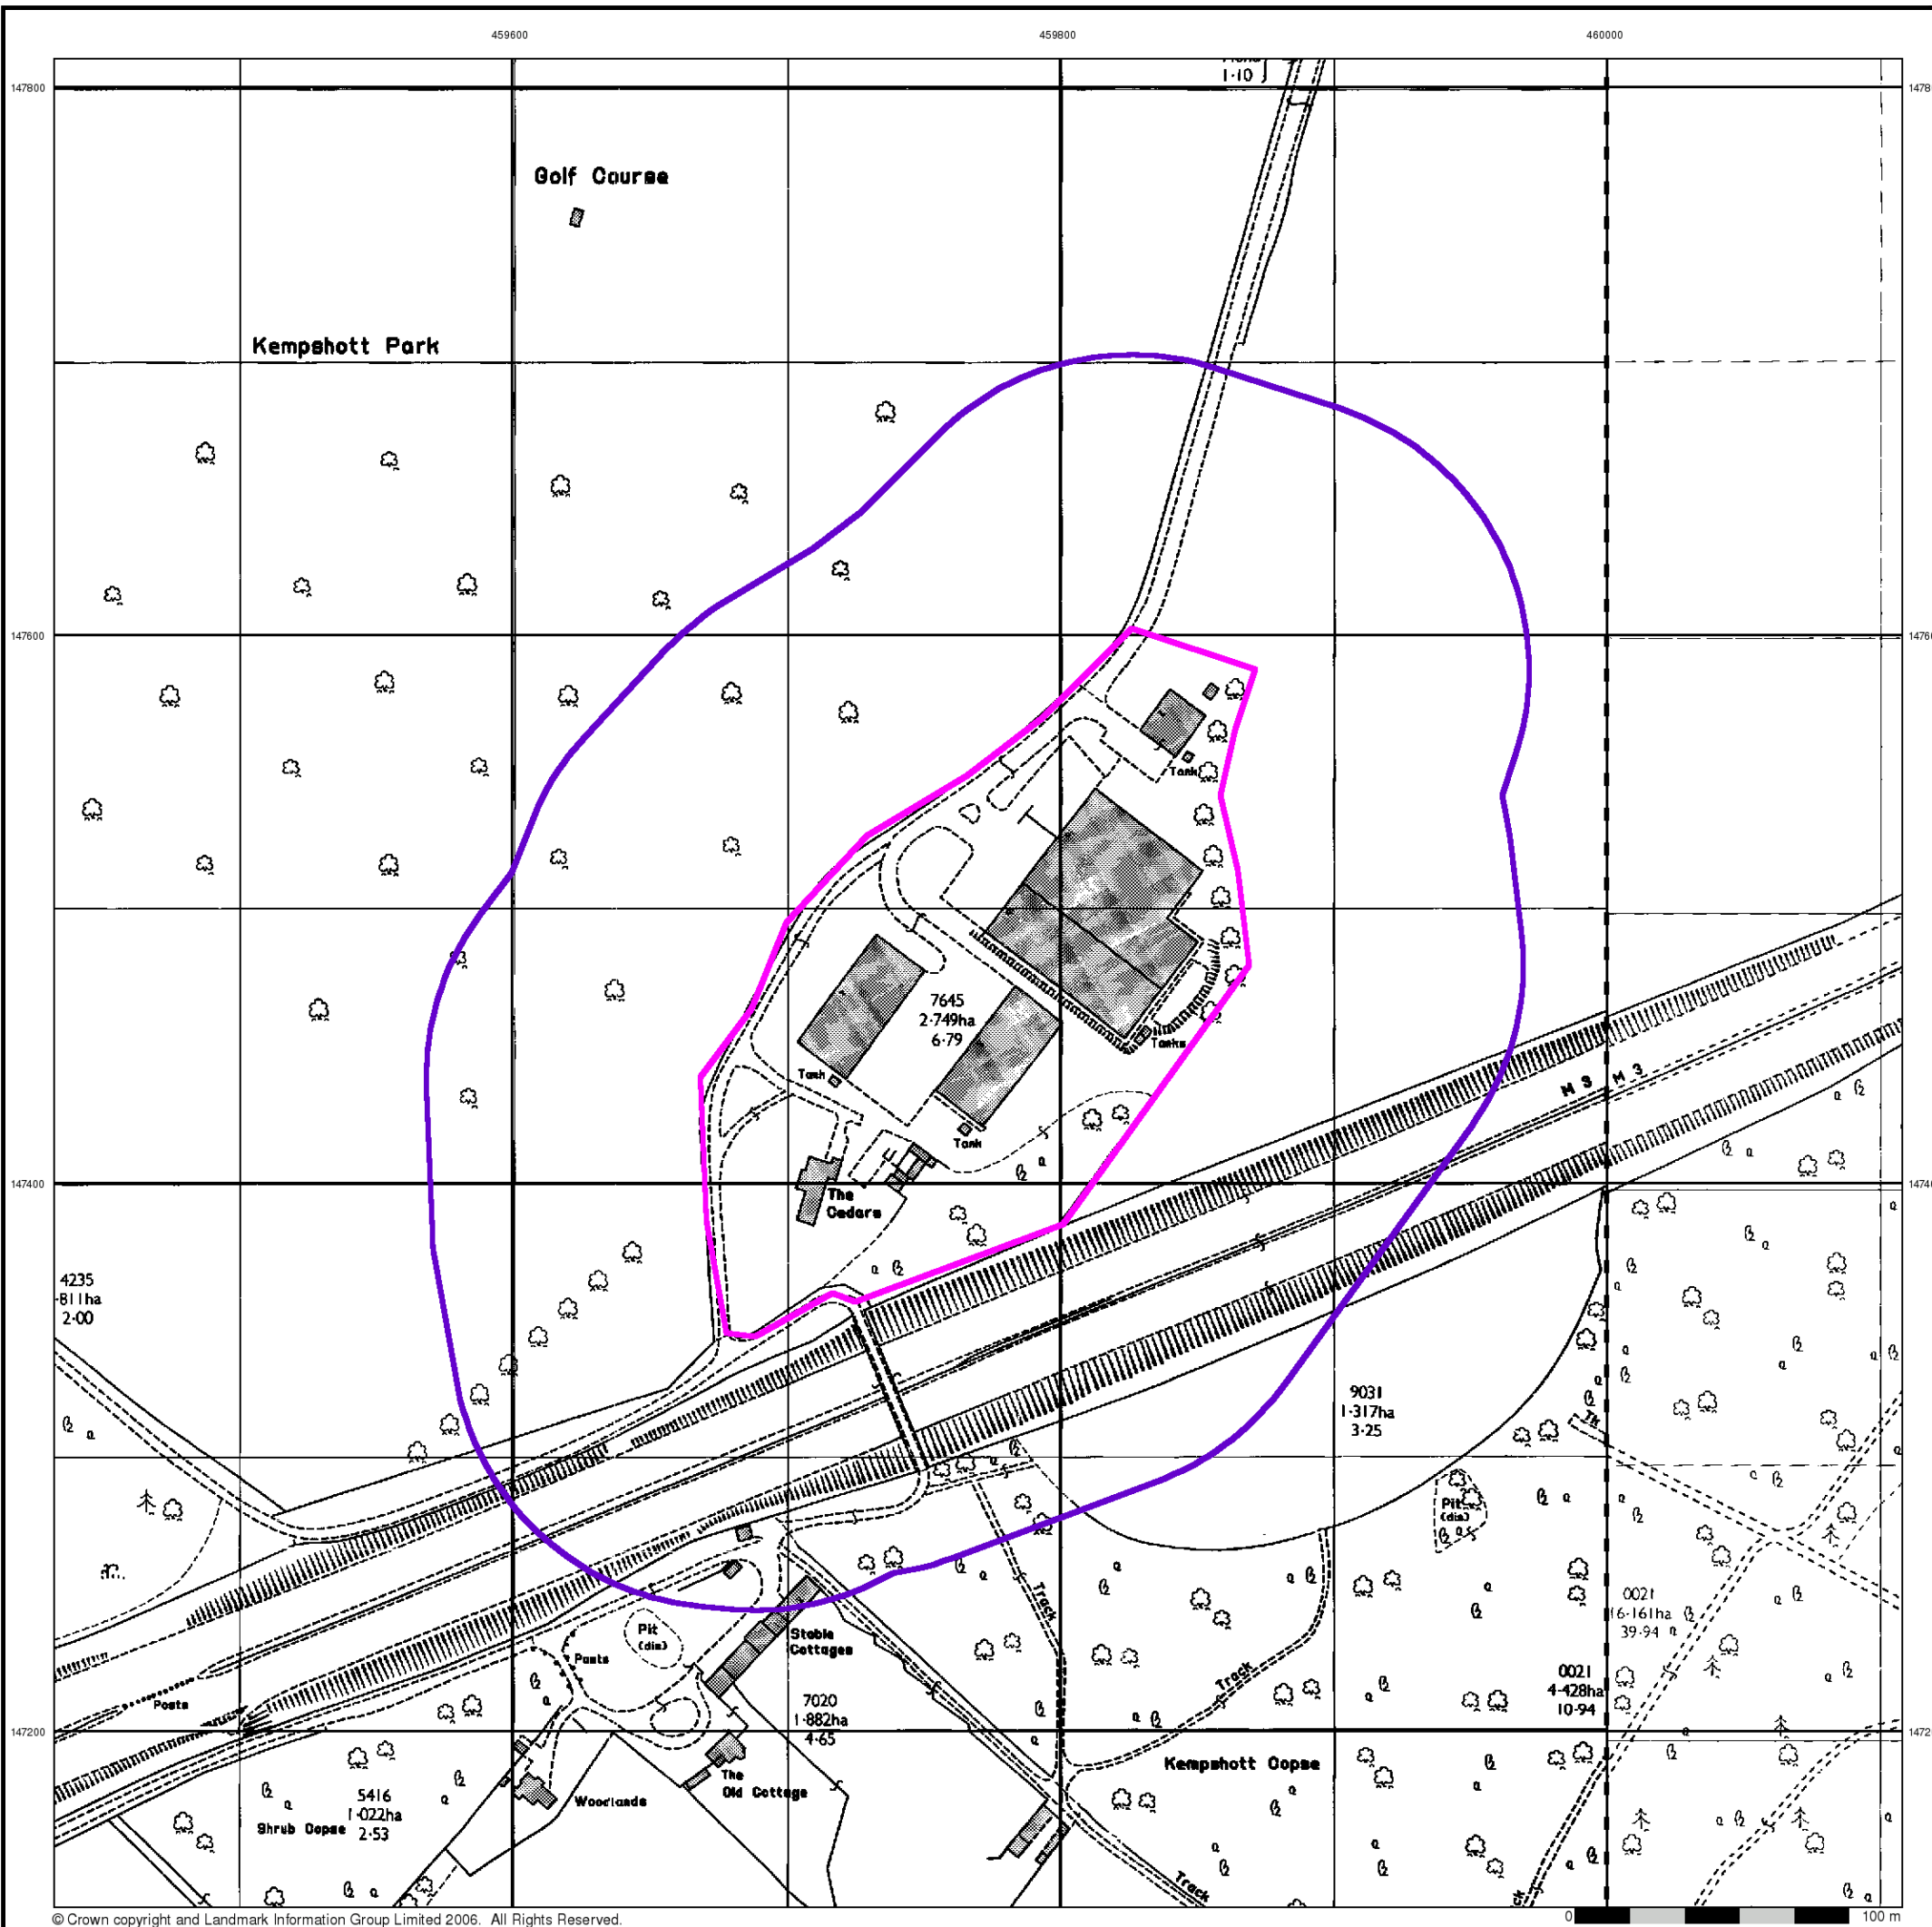 459600
459800
460000
147800
1·10
Golf Course
Kempshott Park
147600
Tank
7645
2·749ha
6·79
Tanks
Tank
Tank
M 3
M 3
147400
The
Cedars
4235
·811ha
2·00
9031
1·317ha
3·25
Tk
Pit
(dis)
Track
0021
16·161ha
39·94
Pit
(dis)
Stable
Cottages
Posts
Track
0021
4·428ha
10·94
7020
1·882ha
4·65
Posts
147200
Kempshott Copse
The
Old Cottage
Woodlands
5416
1·022ha
2·53
Shrub Copse
Track
© Crown copyright and Landmark Information Group Limited 2006. All Rights Reserved.
0
100 m